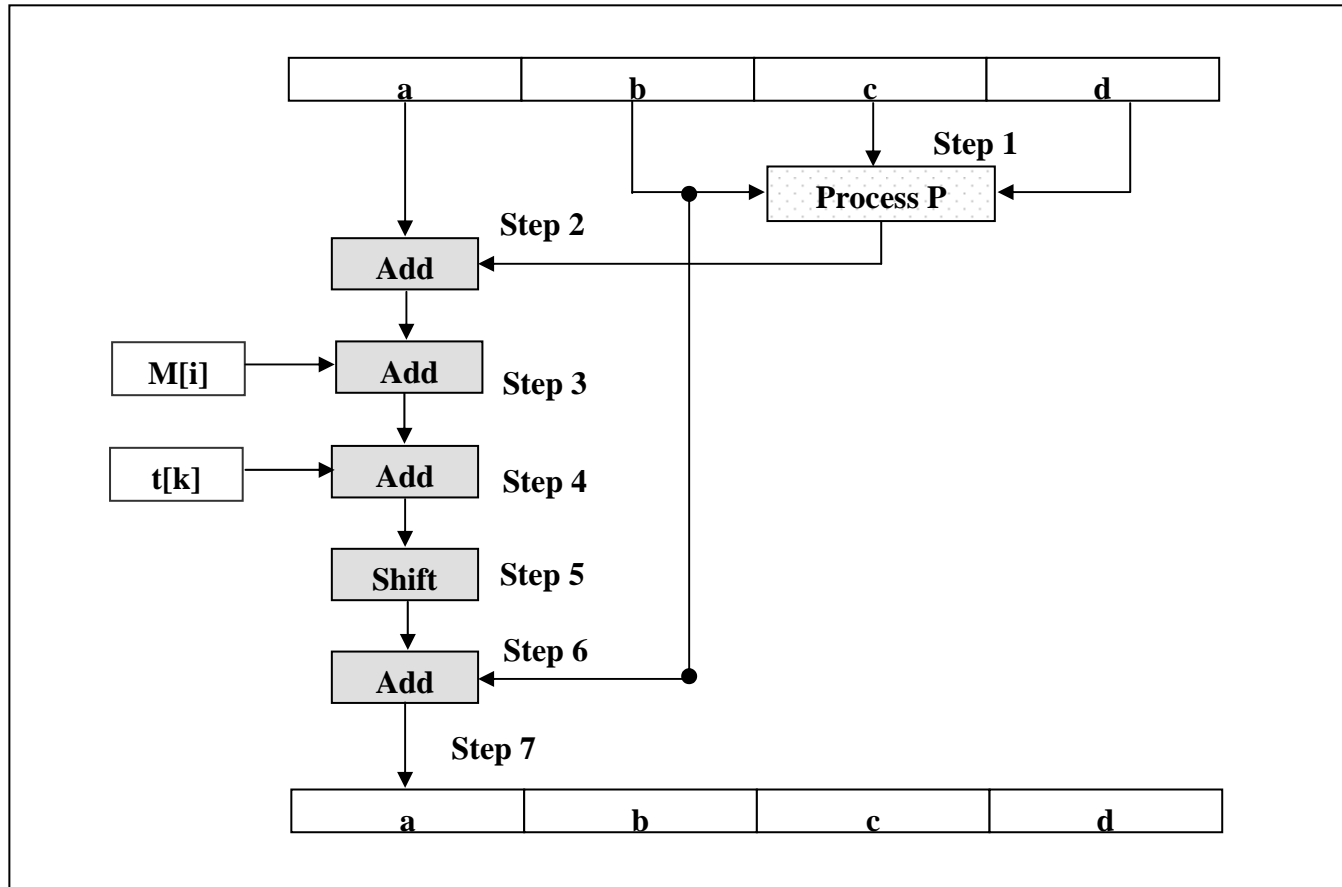 a b c d
Step 1
Process P
Step 2
Add
M[i]
Add
Step 3
t[k]
Add
Step 4
Shift
Step 5
Step 6
Add
Step 7
a b c d